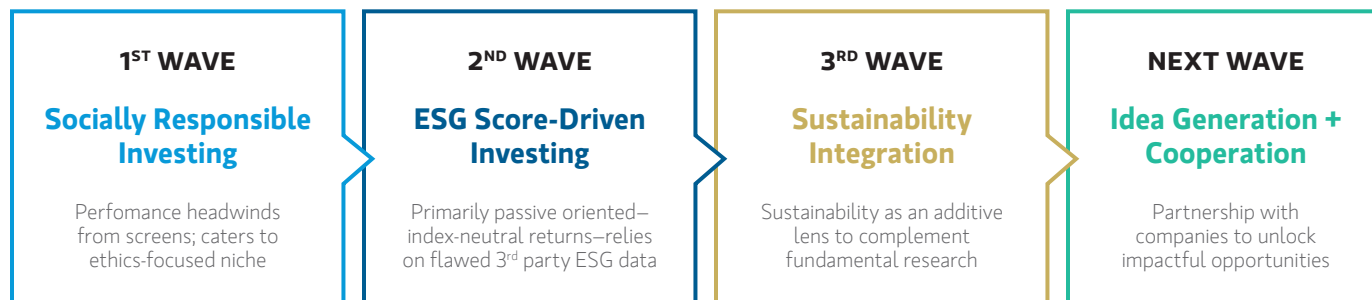 1ST WAVE
Socially Responsible
Investing
Perfomance headwinds
from screens; caters to
ethics-focused niche
2ND WAVE
ESG Score-Driven
Investing
Primarily passive oriented–
index-neutral returns–relies
on flawed 3rd party ESG data
3RD WAVE
Sustainability
Integration
Sustainability as an additive
lens to complement
fundamental research
NEXT WAVE
Idea Generation +
Cooperation
Partnership with
companies to unlock
impactful opportunities